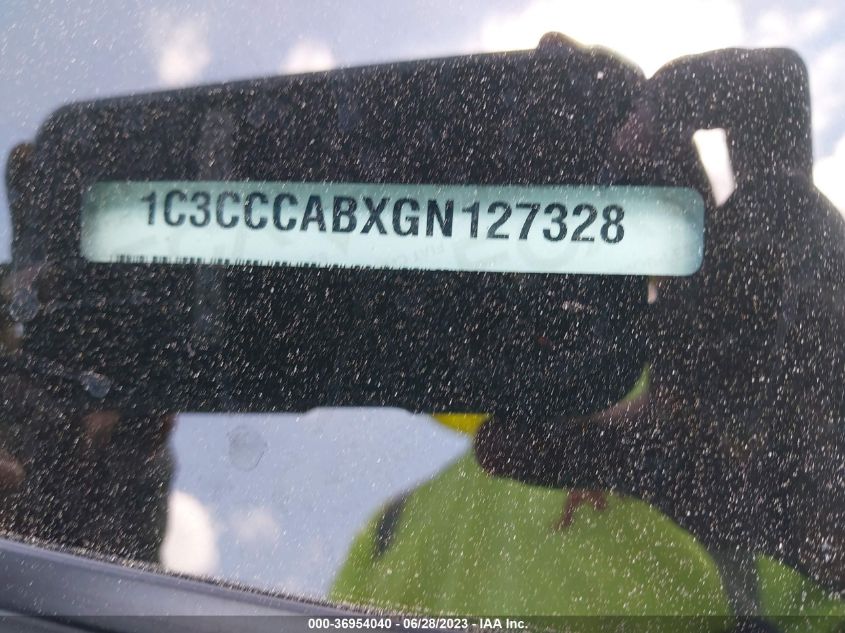 1C3CCCABXGN127328
000-36954040 / 06/28/2023 - IAA Inc.